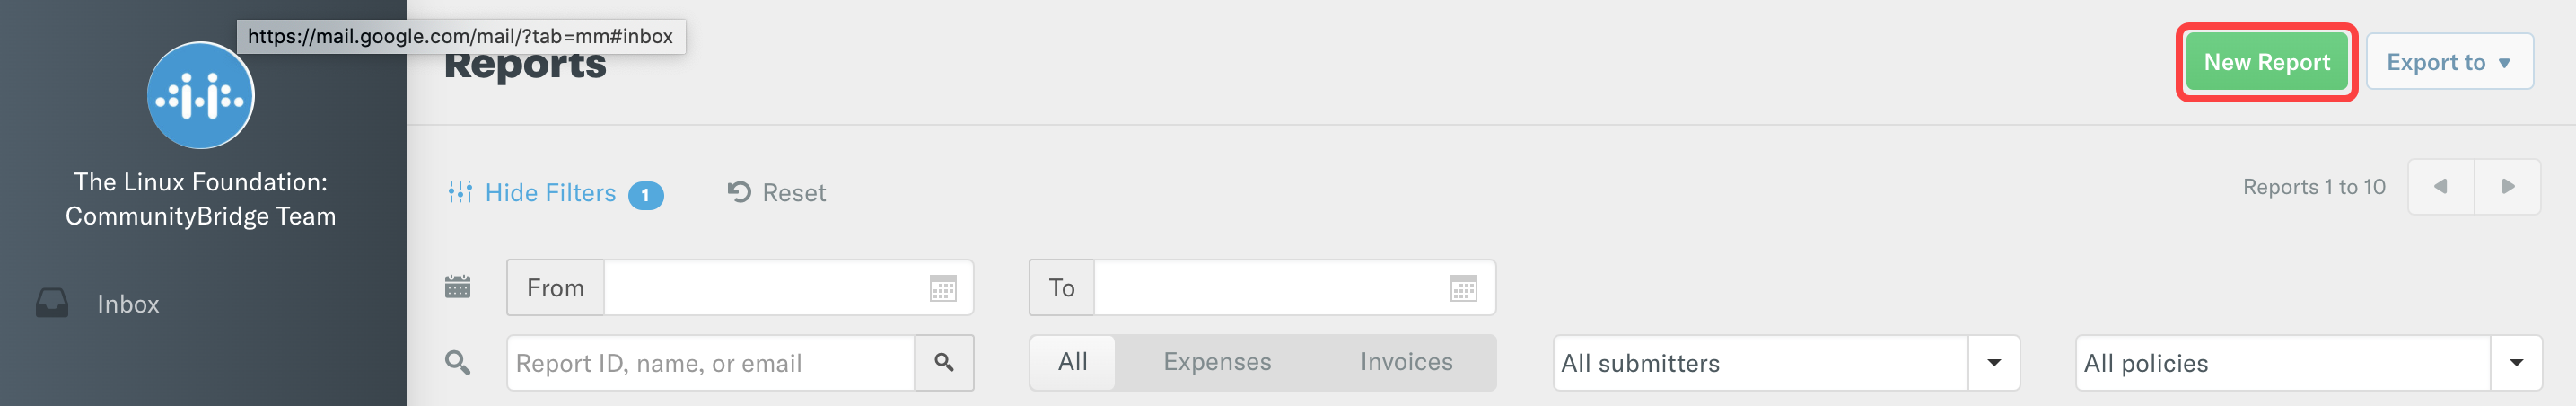 https://mail.google.com/mail/?tab=mm#inbox
Reports
New Report
Export to
The Linux Foundation:
CommunityBridge Team
Hide Filters 1
Reset
Reports 1 to 10
Inbox
From
To
Report ID, name, or email
All
Expenses
Invoices
All submitters
All policies